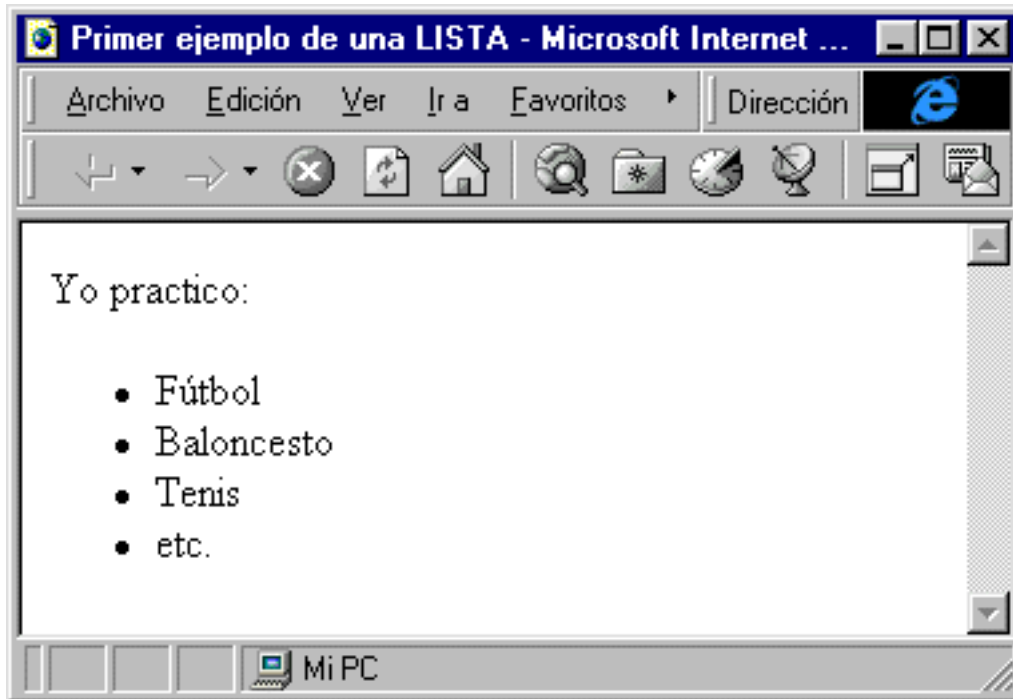 Primer ejemplo de una LISTA - Microsoft Internet ...
Archivo Edición Ver Ir a Favoritos Dirección
Yo practico:
• Fútbol
• Baloncesto
• Tenis
• etc.
Mi PC